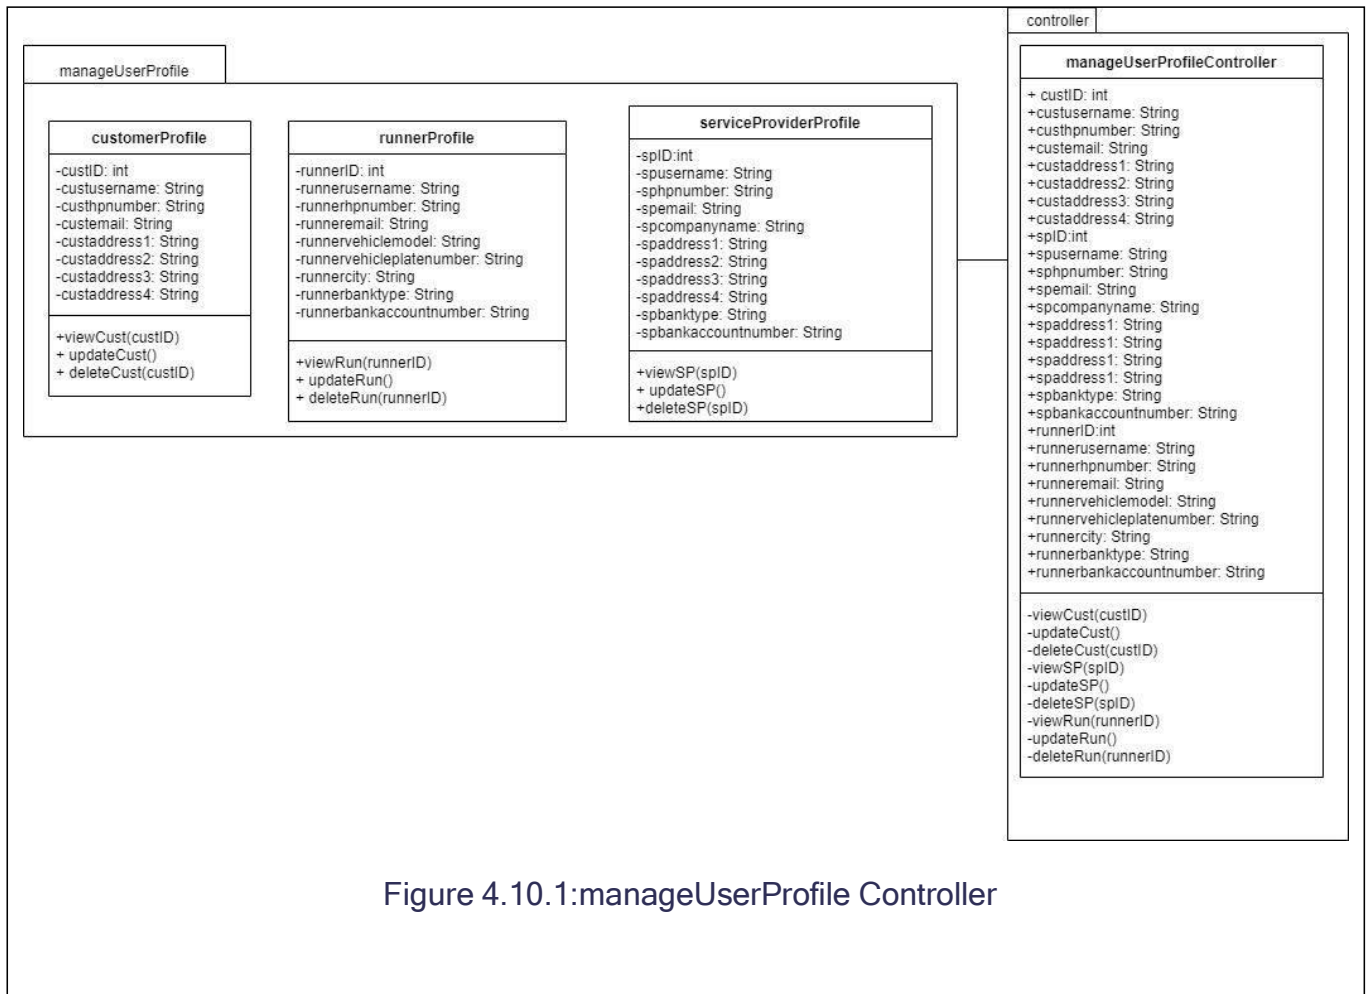 controller
manageUserProfile
customerProfile
-custID: int
-custusername: String
-custhpnumber: String
-custemail: String
-custaddress1: String
-custaddress2: String
-custaddress3: String
-custaddress4: String
+viewCust(custID)
+ updateCust()
+ deleteCust(custID)
runnerProfile
-runnerID: int
-runnerusername: String
-runnerhpnumber: String
-runneremail: String
-runnervehiclemodel: String
-runnervehicleplatenumber: String
-runnercity: String
-runnerbanktype: String
-runnerbankaccountnumber: String
+viewRun(runnerID)
+ updateRun()
+ deleteRun(runnerID)
serviceProviderProfile
-spID:int
-spusername: String
-sphpnumber: String
-spemail: String
-spcompanyname: String
-spaddress1: String
-spaddress2: String
-spaddress3: String
-spaddress4: String
-spbanktype: String
-spbankaccountnumber: String
+viewSP(spID)
+ updateSP()
+deleteSP(spID)
manageUserProfileController
+ custID: int
+custusername: String
+custhpnumber: String
+custemail: String
+custaddress1: String
+custaddress2: String
+custaddress3: String
+custaddress4: String
+spID:int
+spusername: String
+sphpnumber: String
+spemail: String
+spcompanyname: String
+spaddress1: String
+spaddress1: String
+spaddress1: String
+spaddress1: String
+spbanktype: String
+spbankaccountnumber: String
+runnerID:int
+runnerusername: String
+runnerhpnumber: String
+runneremail: String
+runnervehiclemodel: String
+runnervehicleplatenumber: String
+runnercity: String
+runnerbanktype: String
+runnerbankaccountnumber: String
-viewCust(custID)
-updateCust()
-deleteCust(custID)
-viewSP(spID)
-updateSP()
-deleteSP(spID)
-viewRun(runnerID)
-updateRun()
-deleteRun(runnerID)
Figure 4.10.1:manageUserProfile Controller